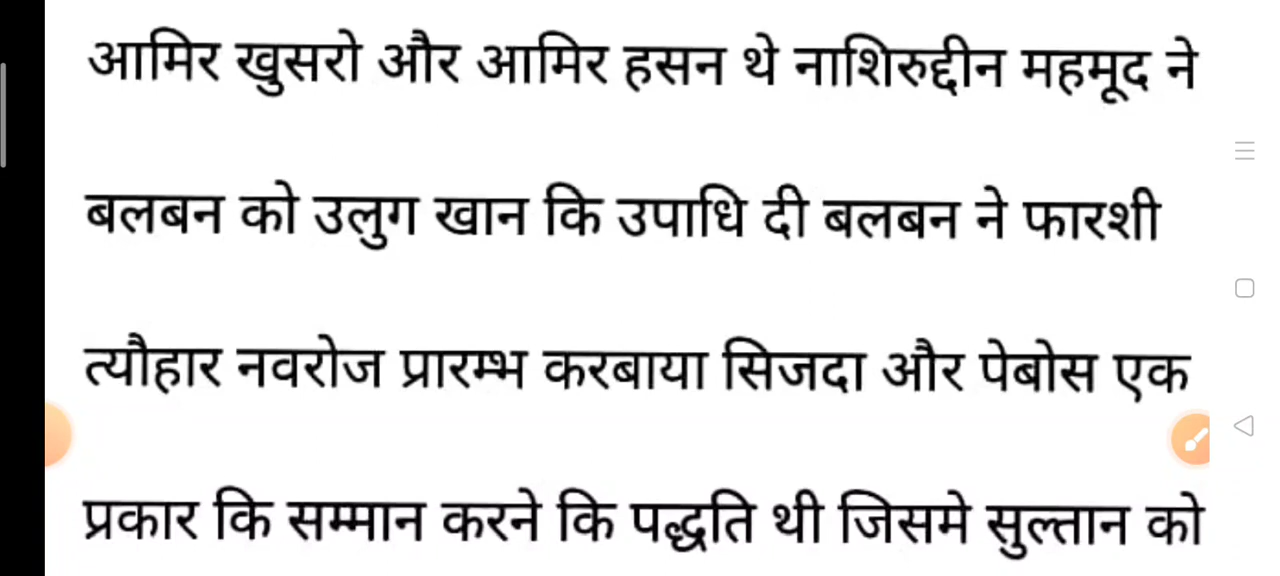 आमिर खुसरो और आमिर हसन थे नाशिरुद्दीन महमूद ने
बलबन को उलुग खान कि उपाधि दी बलबन ने फारशी
त्यौहार नवरोज प्रारम्भ करबाया सिजदा और पेबोस एक
प्रकार कि सम्मान करने कि पद्धति थी जिसमे सुल्तान को